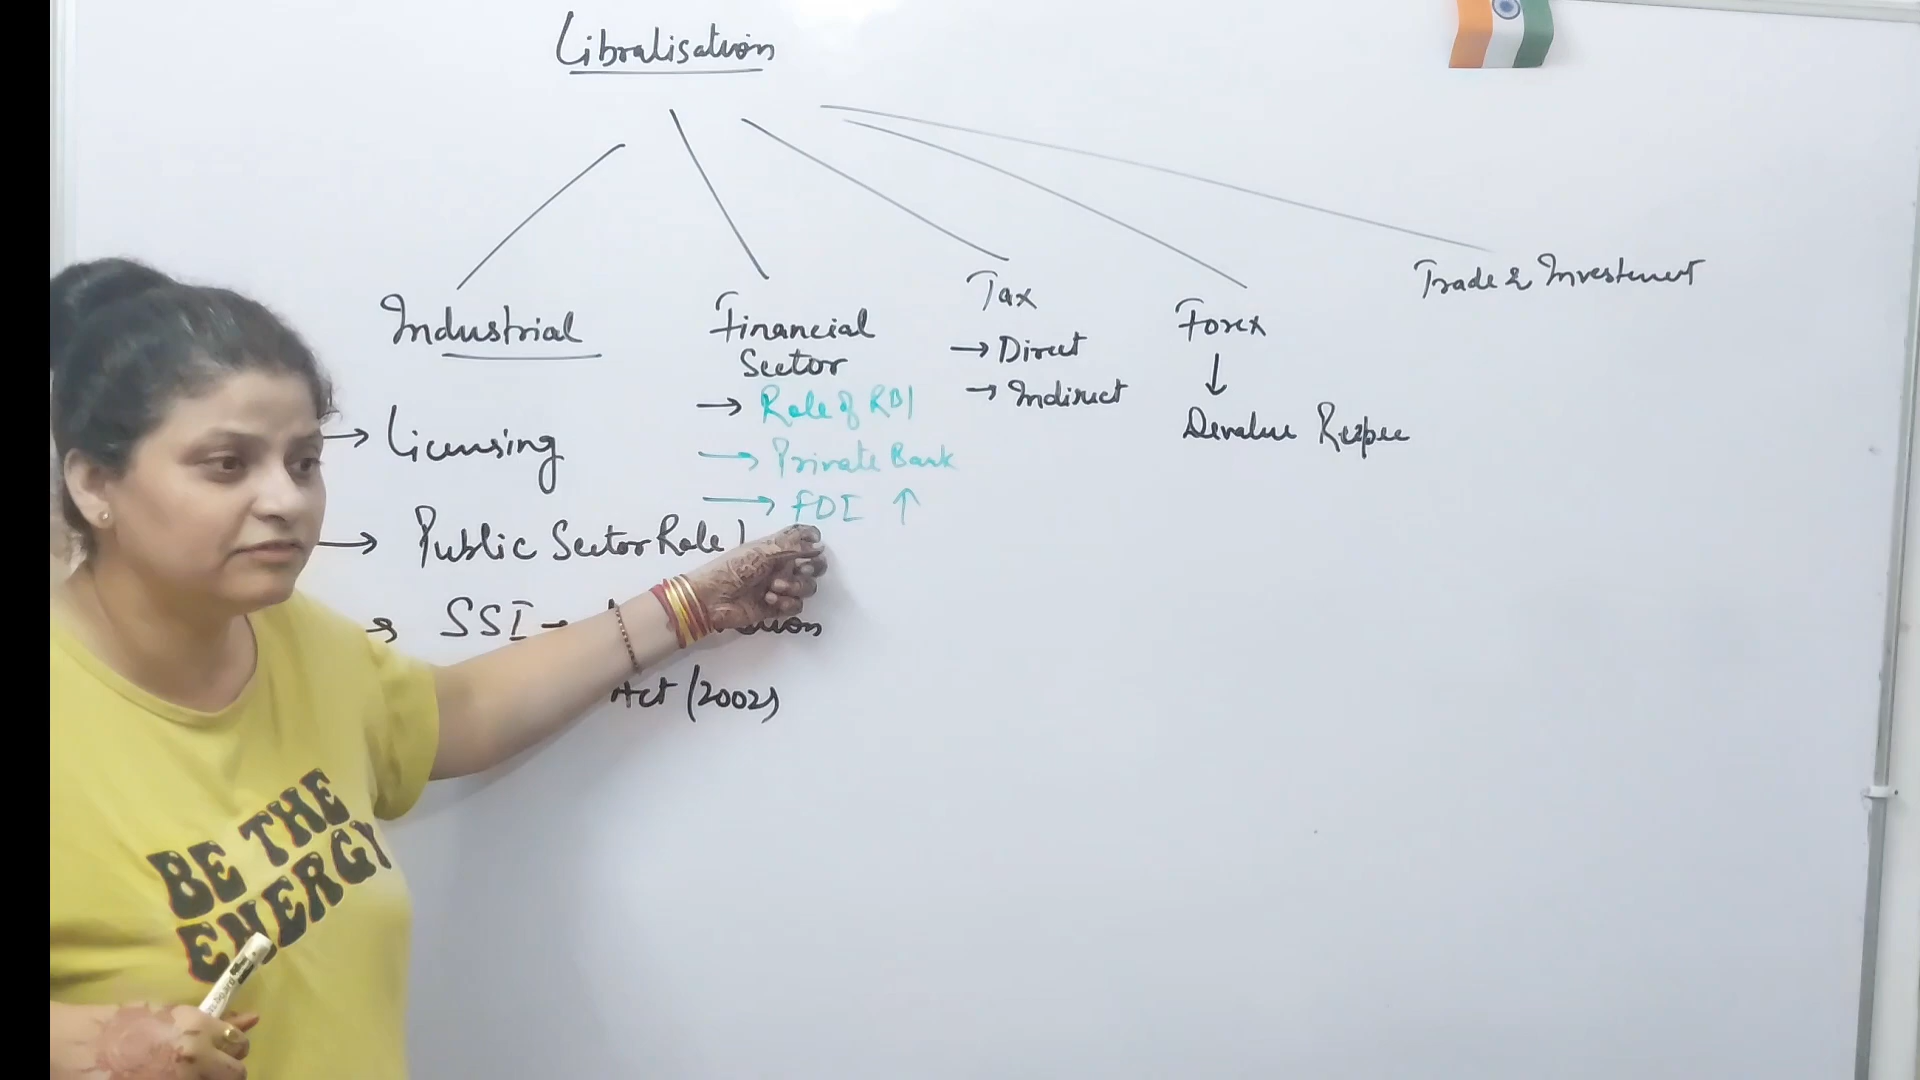 Libralisation
Industrial
→ Licensing
→ Public Sector Role
→ SSI →
Act (2002)
Financial
Sector
→ Role of RBI
→ Private Bank
→ FDI ↑
Tax
→ Direct
→ Indirect
Forex
↓
Devalue
Trade & Investment
BE THE
ENERGY